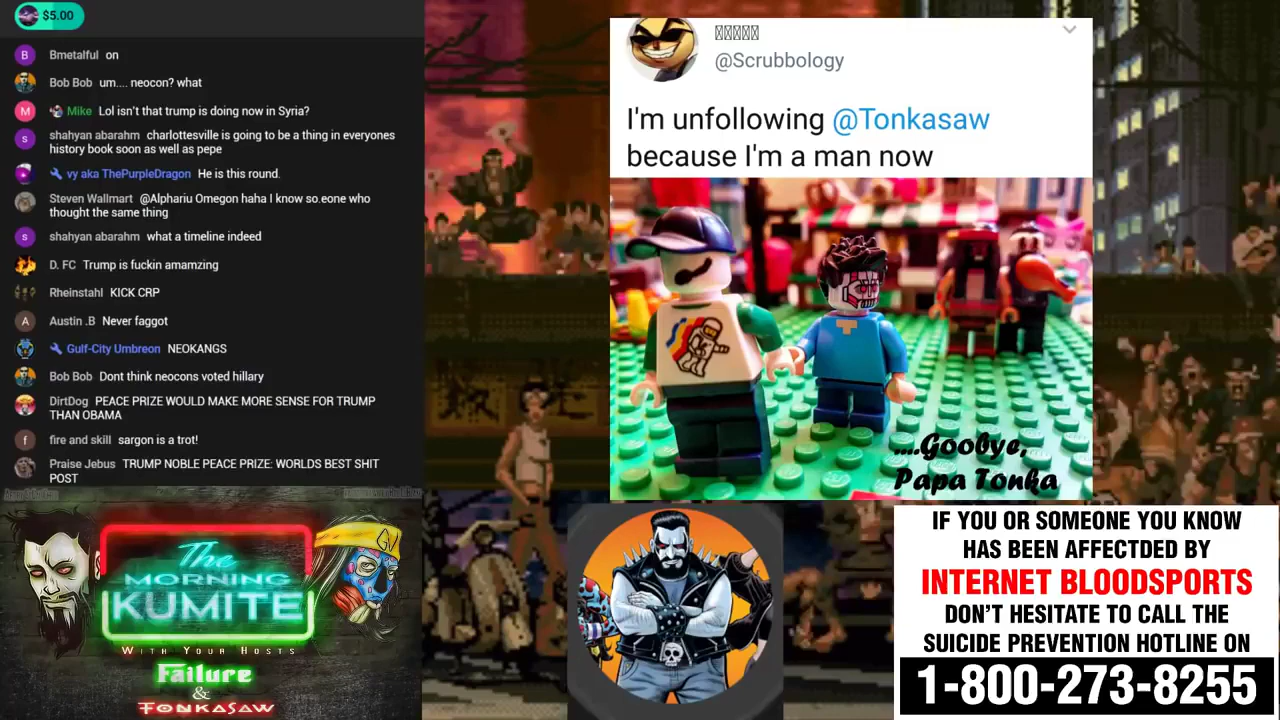 $5.00
Bmetalful on
Bob Bob um.... neocon? what
Mike Lol isn't that trump is doing now in Syria?
shahyan abarahm charlottesville is going to be a thing in everyones
history book soon as well as pepe
vy aka ThePurpleDragon He is this round.
Steven Wallmart @Alphariu Omegon haha I know so.eone who
thought the same thing
shahyan abarahm what a timeline indeed
D. FC Trump is fuckin amamzing
Rheinstahl KICK CRP
Austin .B Never faggot
Gulf-City Umbreon NEOKANGS
Bob Bob Dont think neocons voted hillary
DirtDog PEACE PRIZE WOULD MAKE MORE SENSE FOR TRUMP
THAN OBAMA
fire and skill sargon is a trot!
Praise Jebus TRUMP NOBLE PEACE PRIZE: WORLDS BEST SHIT
POST
@Scrubbology
I'm unfollowing @Tonkasaw
because I'm a man now
....Goobye,
Papa Tonka
The
MORNING
KUMITE
WITH YOUR HOSTS
Failure
&
TONKASAW
IF YOU OR SOMEONE YOU KNOW
HAS BEEN AFFECTDED BY
INTERNET BLOODSPORTS
DON'T HESITATE TO CALL THE
SUICIDE PREVENTION HOTLINE ON
1-800-273-8255